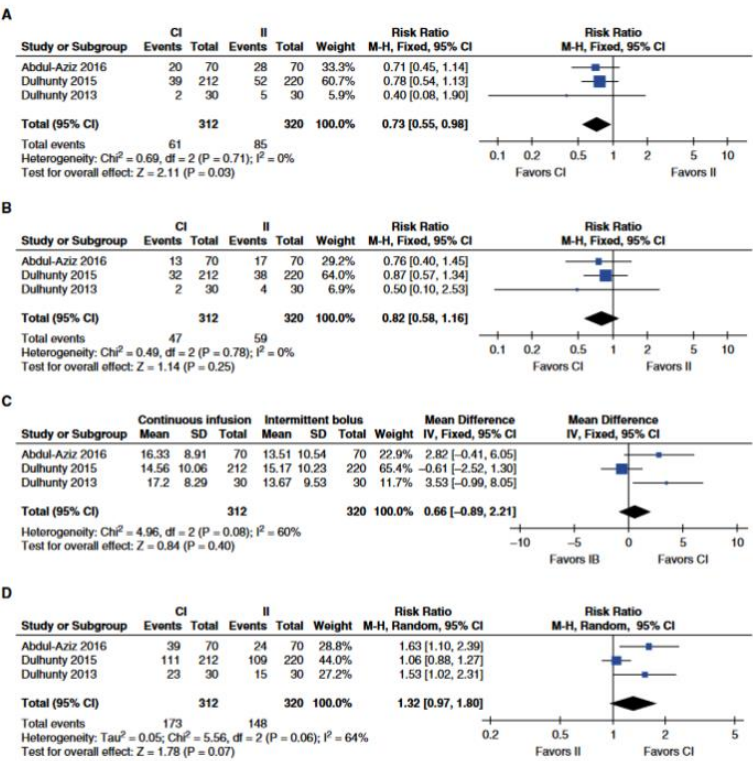 A
CI II Risk Ratio Risk Ratio
Study or Subgroup Events Total Events Total Weight M-H, Fixed, 95% CI M-H, Fixed, 95% CI
Abdul-Aziz 2016 20 70 28 70 33.3% 0.71 [0.45, 1.14]
Dulhunty 2015 39 212 52 220 60.7% 0.78 [0.54, 1.13]
Dulhunty 2013 2 30 5 30 5.9% 0.40 [0.08, 1.90]
Total (95% CI) 312 320 100.0% 0.73 [0.55, 0.98]
Total events 61 85
Heterogeneity: Chi² = 0.69, df = 2 (P = 0.71); I² = 0%
Test for overall effect: Z = 2.11 (P = 0.03)
0.1 0.2 0.5 1 2 5 10
Favors CI Favors II
B
CI II Risk Ratio Risk Ratio
Study or Subgroup Events Total Events Total Weight M-H, Fixed, 95% CI M-H, Fixed, 95% CI
Abdul-Aziz 2016 13 70 17 70 29.2% 0.76 [0.40, 1.45]
Dulhunty 2015 32 212 38 220 64.0% 0.87 [0.57, 1.34]
Dulhunty 2013 2 30 4 30 6.9% 0.50 [0.10, 2.53]
Total (95% CI) 312 320 100.0% 0.82 [0.58, 1.16]
Total events 47 59
Heterogeneity: Chi² = 0.49, df = 2 (P = 0.78); I² = 0%
Test for overall effect: Z = 1.14 (P = 0.25)
0.1 0.2 0.5 1 2 5 10
Favors CI Favors II
C
Continuous infusion Intermittent bolus Mean Difference Mean Difference
Study or Subgroup Mean SD Total Mean SD Total Weight IV, Fixed, 95% CI IV, Fixed, 95% CI
Abdul-Aziz 2016 16.33 8.91 70 13.51 10.54 70 22.9% 2.82 [−0.41, 6.05]
Dulhunty 2015 14.56 10.06 212 15.17 10.23 220 65.4% −0.61 [−2.52, 1.30]
Dulhunty 2013 17.2 8.29 30 13.67 9.53 30 11.7% 3.53 [−0.99, 8.05]
Total (95% CI) 312 320 100.0% 0.66 [−0.89, 2.21]
Heterogeneity: Chi² = 4.96, df = 2 (P = 0.08); I² = 60%
Test for overall effect: Z = 0.84 (P = 0.40)
−10 −5 0 5 10
Favors IB Favors CI
D
CI II Risk Ratio Risk Ratio
Study or Subgroup Events Total Events Total Weight M-H, Random, 95% CI M-H, Random, 95% CI
Abdul-Aziz 2016 39 70 24 70 28.8% 1.63 [1.10, 2.39]
Dulhunty 2015 111 212 109 220 44.0% 1.06 [0.88, 1.27]
Dulhunty 2013 23 30 15 30 27.2% 1.53 [1.02, 2.31]
Total (95% CI) 312 320 100.0% 1.32 [0.97, 1.80]
Total events 173 148
Heterogeneity: Tau² = 0.05; Chi² = 5.56, df = 2 (P = 0.06); I² = 64%
Test for overall effect: Z = 1.78 (P = 0.07)
0.2 0.5 1 2 5
Favors II Favors CI